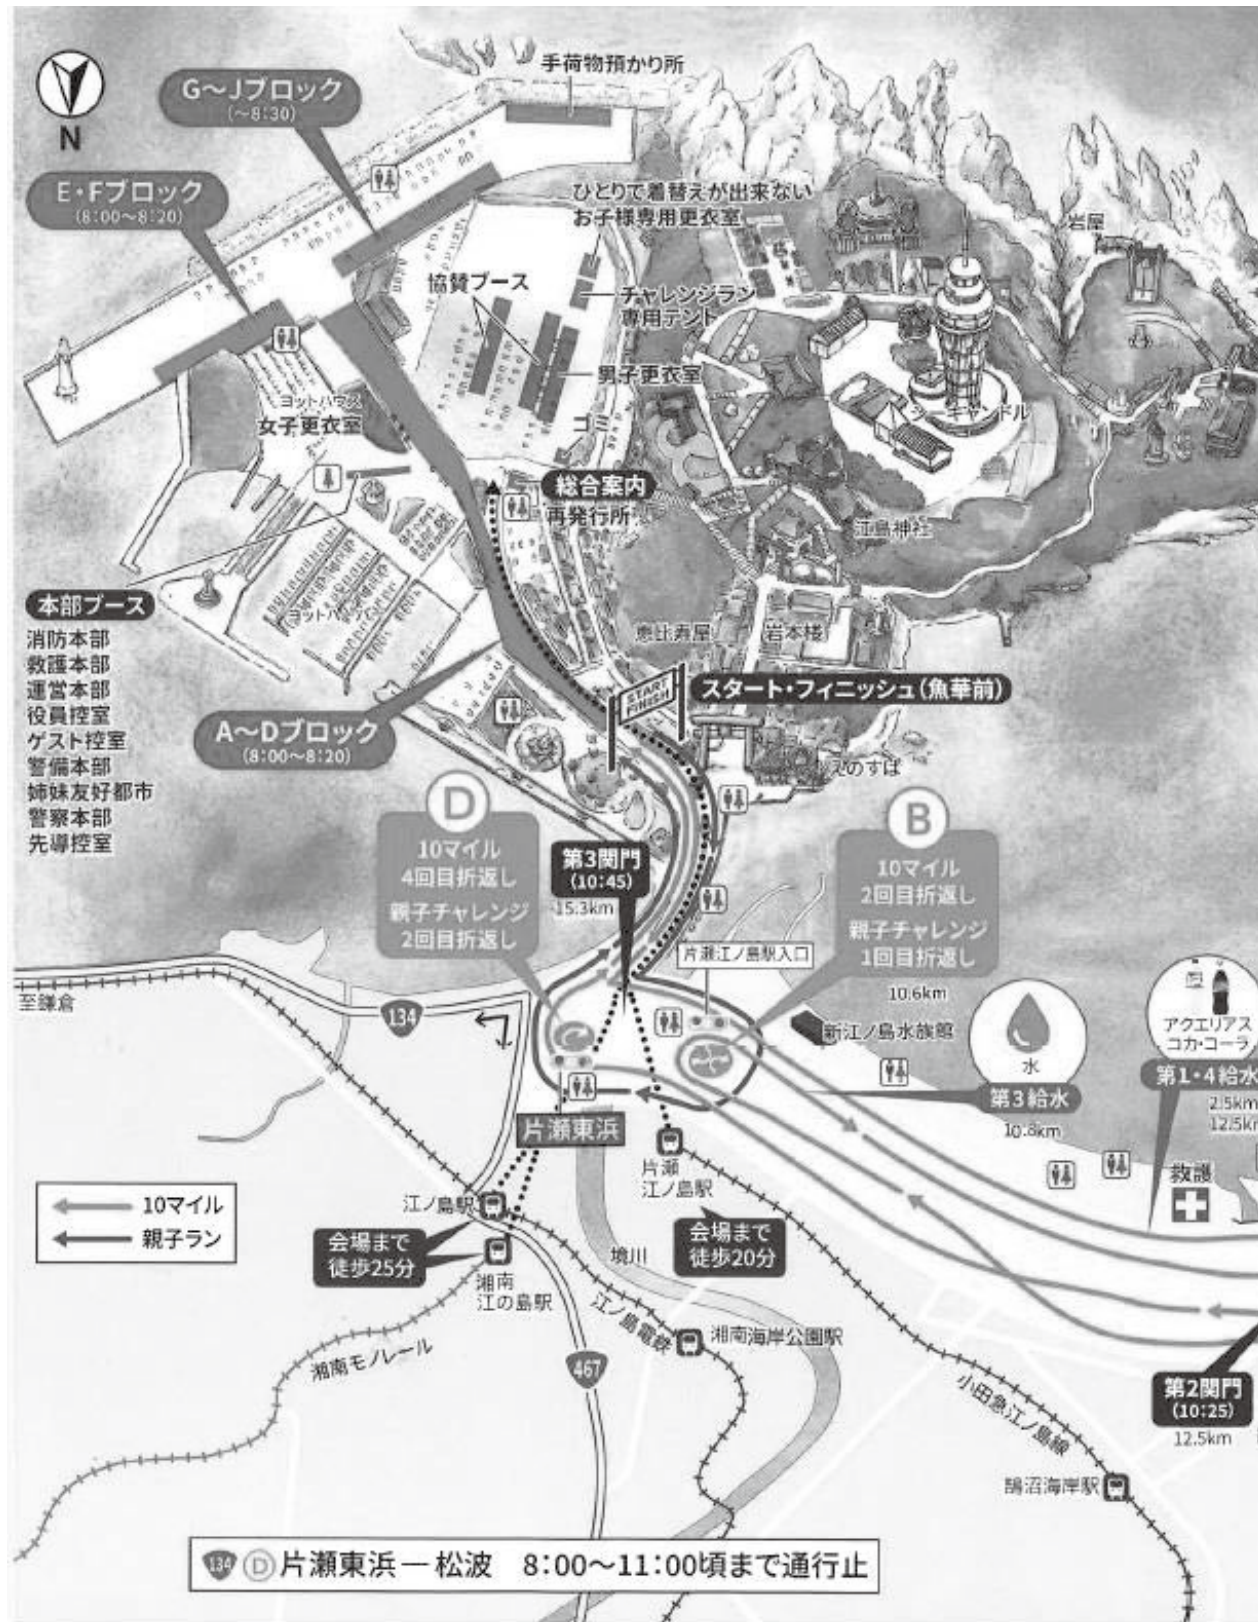 N
G～Jブロック
(～8:30)
E・Fブロック
(8:00～8:20)
手荷物預かり所
ひとりで着替えが出来ない
お子様専用更衣室
協賛ブース
チャレンジラン
専用テント
男子更衣室
ゴミ
ヨットハウス
女子更衣室
総合案内
再発行所
岩屋
シーキャンドル
江島神社
恵比寿屋
岩本楼
ヨットハーバー
本部ブース
消防本部
救護本部
運営本部
役員控室
ゲスト控室
警備本部
姉妹友好都市
警察本部
先導控室
A～Dブロック
(8:00～8:20)
START
FINISH
スタート・フィニッシュ(魚華前)
えのすぱ
D
10マイル
4回目折返し
親子チャレンジ
2回目折返し
第3関門
(10:45)
15.3km
B
10マイル
2回目折返し
親子チャレンジ
1回目折返し
10.6km
片瀬江ノ島駅入口
新江ノ島水族館
水
第3給水
10.8km
アクエリアス
コカ・コーラ
第1・4給水
2.5km
12.5km
至鎌倉
134
片瀬東浜
片瀬
江ノ島駅
救護
10マイル
親子ラン
江ノ島駅
会場まで
徒歩25分
湘南
江の島駅
会場まで
徒歩20分
境川
江ノ島電鉄
湘南海岸公園駅
湘南モノレール
467
小田急江ノ島線
第2関門
(10:25)
12.5km
鵠沼海岸駅
134 D 片瀬東浜ー松波 8:00～11:00頃まで通行止